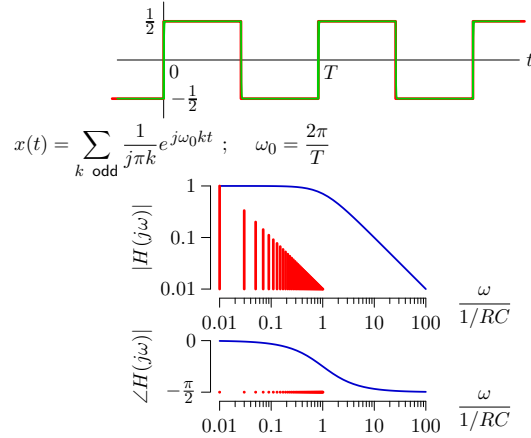 1/2
0 T t
−1/2
x(t) = ∑_{k odd} 1/(jπk) e^{jω₀kt} ; ω₀ = 2π/T
1
0.1
0.01
|H(jω)|
0.01 0.1 1 10 100
ω/(1/RC)
0
−π/2
∠H(jω)|
0.01 0.1 1 10 100
ω/(1/RC)